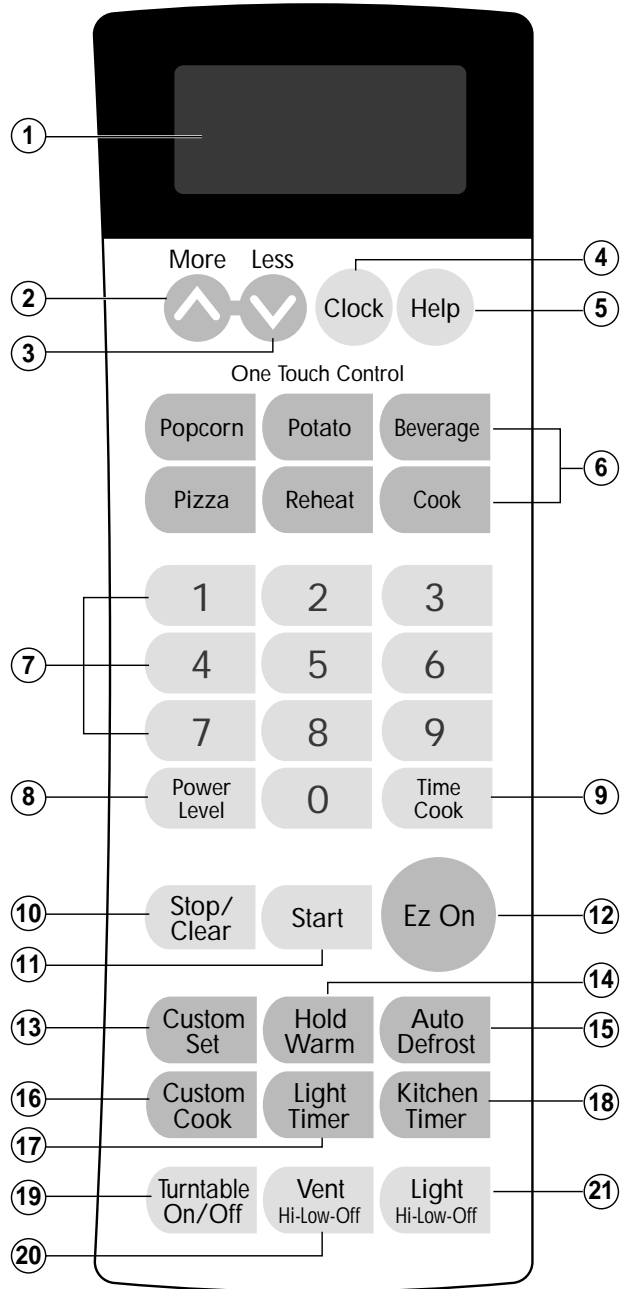 1
More Less
2
4
Clock Help
5
3
One Touch Control
Popcorn Potato Beverage
6
Pizza Reheat Cook
1 2 3
7
4 5 6
7 8 9
8
Power
Level
0
Time
Cook
9
10
Stop/
Clear
Start
Ez On
12
11
14
13
Custom
Set
Hold
Warm
Auto
Defrost
15
16
Custom
Cook
Light
Timer
Kitchen
Timer
18
17
19
Turntable
On/Off
Vent
Hi-Low-Off
Light
Hi-Low-Off
21
20